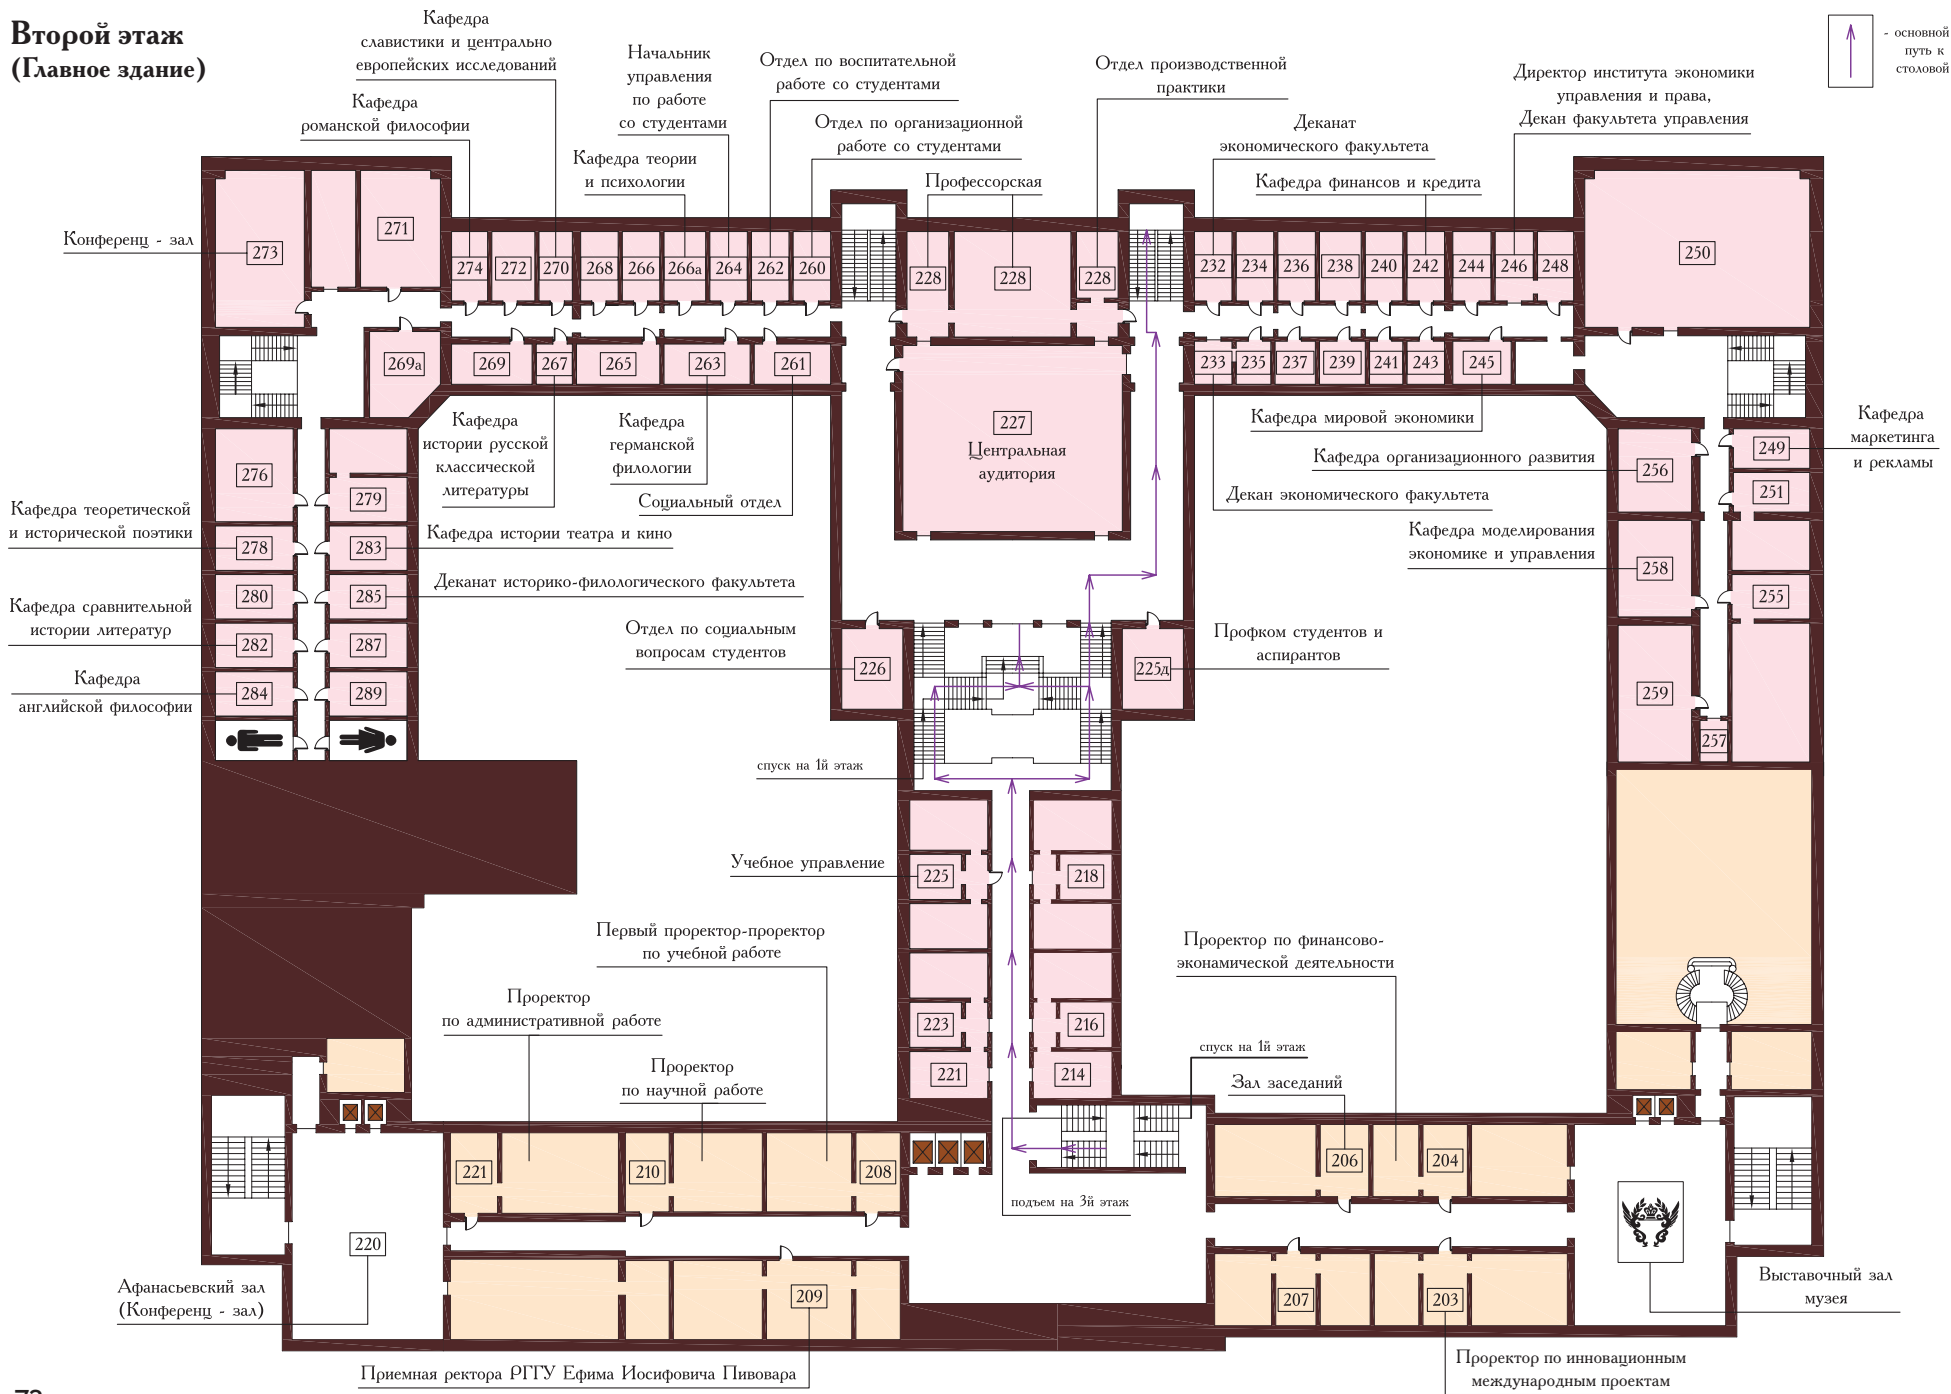 Второй этаж
(Главное здание)
Кафедра
славистики и центрально
европейских исследований
Кафедра
романской философии
Начальник
управления
по работе
со студентами
Кафедра теории
и психологии
Отдел по воспитательной
работе со студентами
Отдел по организационной
работе со студентами
Профессорская
Отдел производственной
практики
Деканат
экономического факультета
Кафедра финансов и кредита
Директор института экономики
управления и права,
Декан факультета управления
- основной
путь к
столовой
Конференц - зал
273
271
274
272
270
268
266
266а
264
262
260
228
228
228
232
234
236
238
240
242
244
246
248
250
269а
269
267
265
263
261
227
Центральная
аудитория
233
235
237
239
241
243
245
Кафедра
истории русской
классической
литературы
Кафедра
германской
филологии
Социальный отдел
Кафедра мировой экономики
Кафедра организационного развития
Декан экономического факультета
Кафедра моделирования
экономике и управления
Кафедра
маркетинга
и рекламы
276
279
278
283
280
285
282
287
284
289
256
249
251
258
255
259
257
Кафедра теоретической
и исторической поэтики
Кафедра истории театра и кино
Деканат историко-филологического факультета
Кафедра сравнительной
истории литератур
Кафедра
английской философии
Отдел по социальным
вопросам студентов
226
225д
Профком студентов и
аспирантов
спуск на 1й этаж
Учебное управление
225
218
223
216
221
214
Первый проректор-проректор
по учебной работе
Проректор
по административной работе
Проректор
по научной работе
Проректор по финансово-
эконамической деятельности
спуск на 1й этаж
Зал заседаний
221
210
208
206
204
подъем на 3й этаж
220
209
207
203
Афанасьевский зал
(Конференц - зал)
Выставочный зал
музея
Приемная ректора РГГУ Ефима Иосифовича Пивовара
Проректор по инновационным
международным проектам